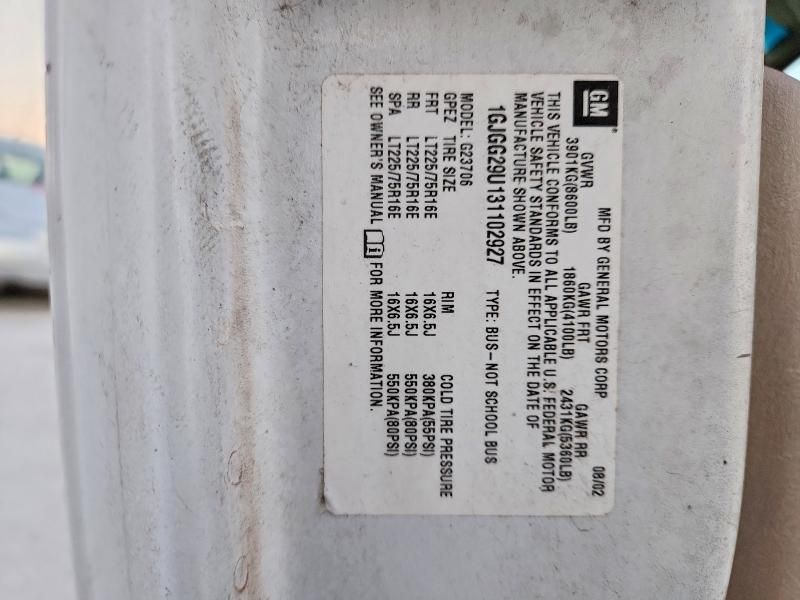 GM®
MFD BY GENERAL MOTORS CORP 08/02
GVWR GAWR FRT GAWR RR
3901KG(8600LB) 1860KG(4100LB) 2431KG(5360LB)
THIS VEHICLE CONFORMS TO ALL APPLICABLE U.S. FEDERAL MOTOR
VEHICLE SAFETY STANDARDS IN EFFECT ON THE DATE OF
MANUFACTURE SHOWN ABOVE.
1GJGG29U131102927 TYPE: BUS-NOT SCHOOL BUS
MODEL: G23706
GPEZ TIRE SIZE RIM COLD TIRE PRESSURE
FRT LT225/75R16E 16X6.5J 380KPA(55PSI)
RR LT225/75R16E 16X6.5J 550KPA(80PSI)
SPA LT225/75R16E 16X6.5J 550KPA(80PSI)
SEE OWNER'S MANUAL i FOR MORE INFORMATION.